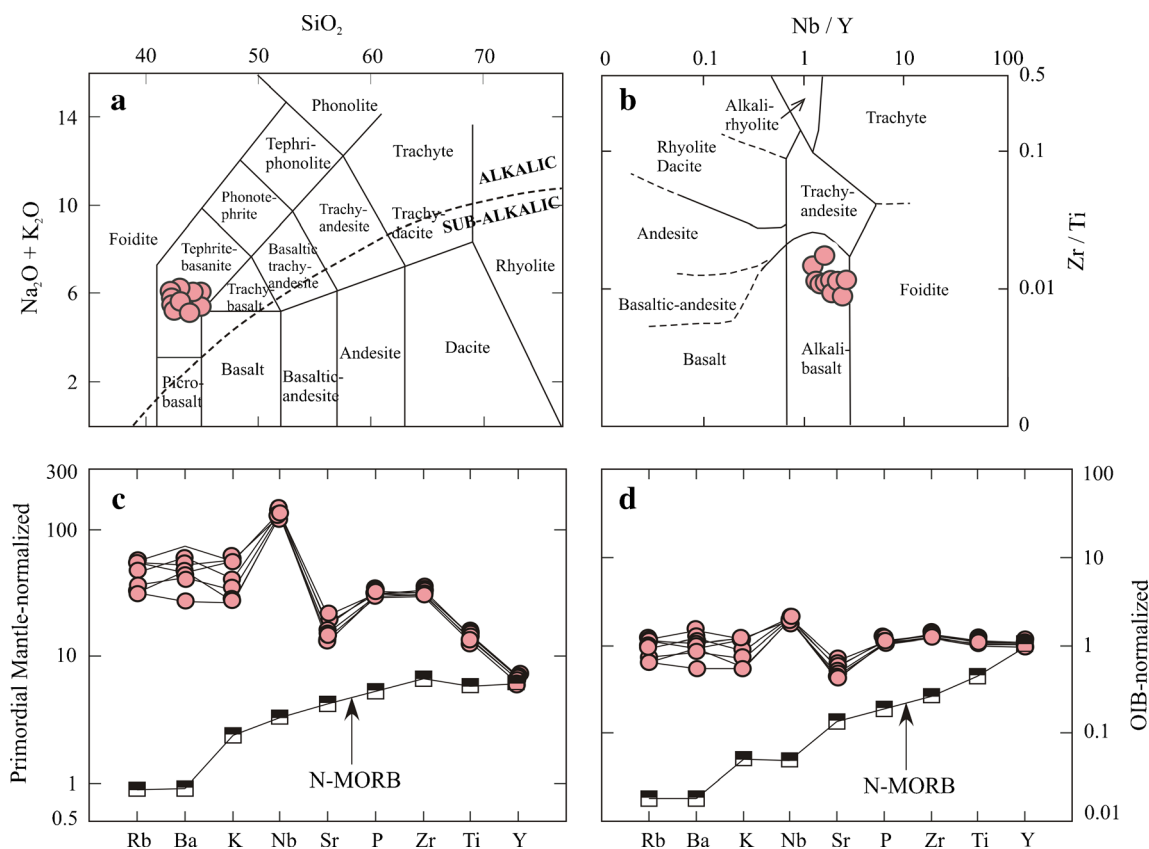 SiO₂
40 50 60 70
a
14
10
6
2
Na₂O + K₂O
Phonolite
Tephri-
phonolite
Trachyte
ALKALIC
SUB-ALKALIC
Phonote-
phrite
Trachy-
andesite
Trachy-
dacite
Foidite
Tephrite-
basanite
Basaltic
trachy-
andesite
Trachy-
basalt
Rhyolite
Picro-
basalt
Basalt
Basaltic-
andesite
Andesite
Dacite
Nb / Y
0 0.1 1 10 100
b
0.5
0.1
0.01
0
Zr / Ti
Alkali-
rhyolite
Trachyte
Rhyolite
Dacite
Trachy-
andesite
Andesite
Basaltic-andesite
Foidite
Basalt
Alkali-
basalt
c
300
100
10
1
0.5
Primordial Mantle-normalized
N-MORB
Rb Ba K Nb Sr P Zr Ti Y
d
100
10
1
0.1
0.01
OIB-normalized
N-MORB
Rb Ba K Nb Sr P Zr Ti Y